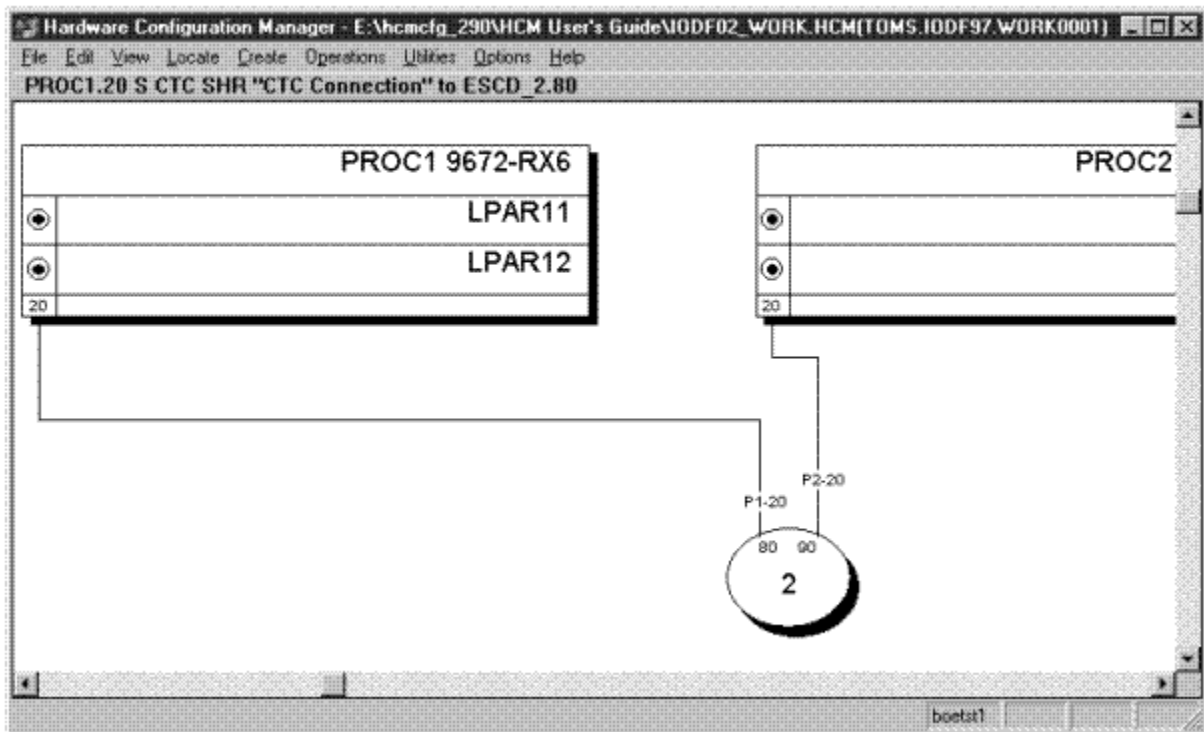 Hardware Configuration Manager - E:\hcmcfg_290\HCM User's Guide\IODF02_WORK.HCM(TOMS.IODF97.WORK0001)
File Edit View Locate Create Operations Utilities Options Help
PROC1.20 S CTC SHR "CTC Connection" to ESCD_2.80
PROC1 9672-RX6
LPAR11
LPAR12
20
PROC2
20
P1-20
P2-20
80 90
2
boetst1